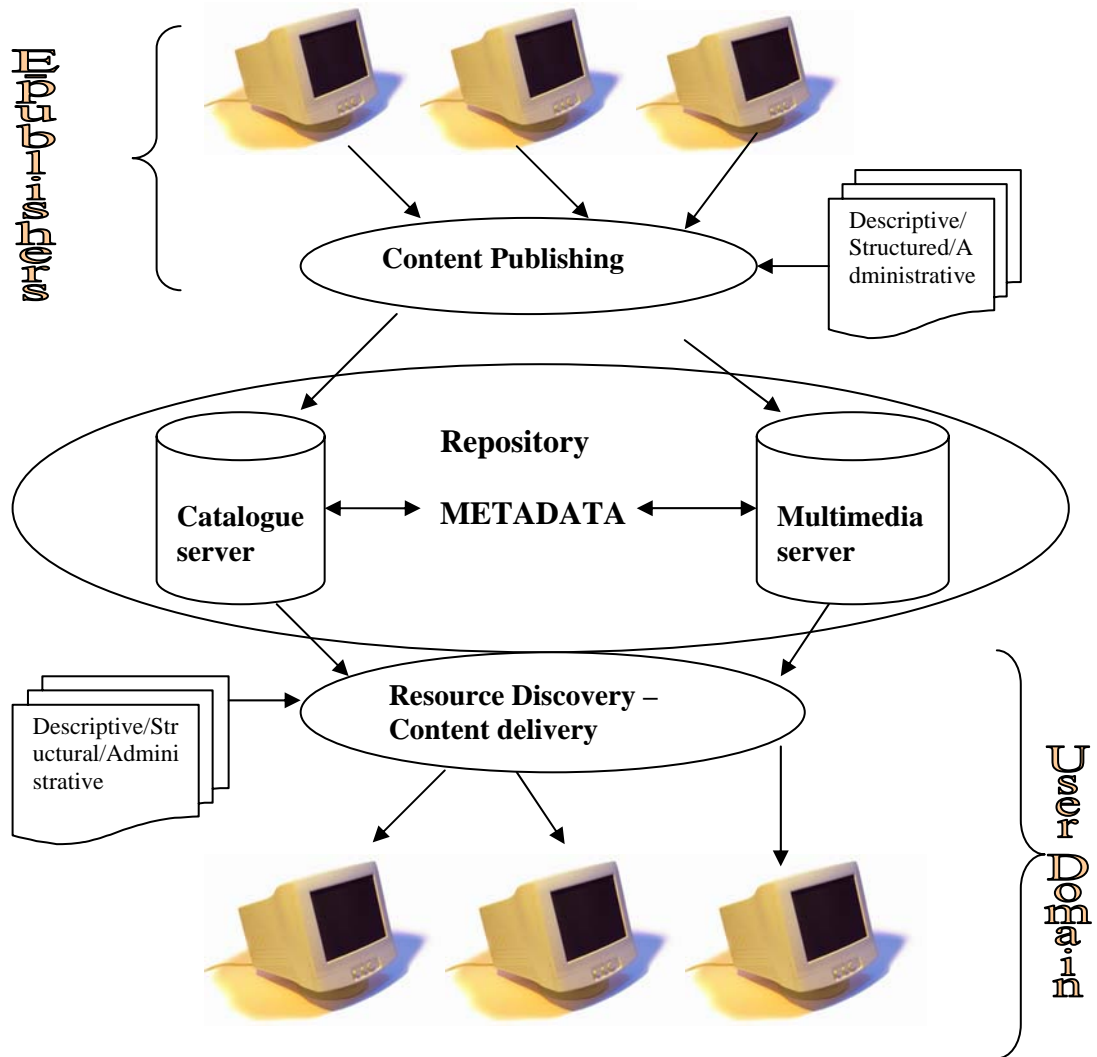 Epublishers
Content Publishing
Descriptive/
Structured/A
dministrative
Repository
METADATA
Catalogue
server
Multimedia
server
Resource Discovery –
Content delivery
Descriptive/Str
uctural/Admini
strative
User Domain